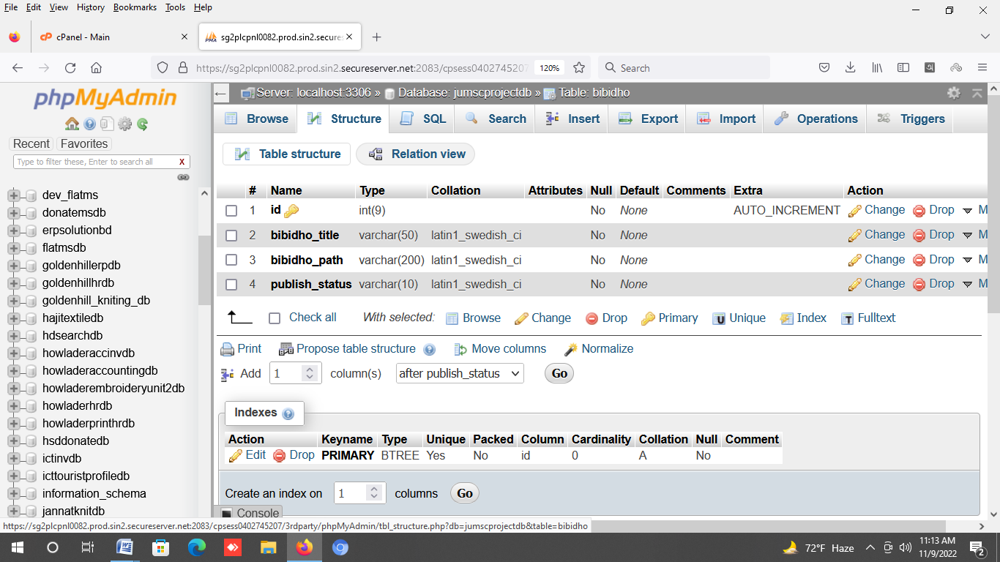 File Edit View History Bookmarks Tools Help
cPanel - Main
PMA sg2plcpnl0082.prod.sin2.secures
https://sg2plcpnl0082.prod.sin2.secureserver.net:2083/cpsess0402745207 120% Search
phpMyAdmin
Recent Favorites
Type to filter these, Enter to search all X
dev_flatms
donatemsdb
erpsolutionbd
flatmsdb
goldenhillerpdb
goldenhillhrdb
goldenhill_kniting_db
hajitextiledb
hdsearchdb
howladeraccinvdb
howladeraccountingdb
howladerembroideryunit2db
howladerhrdb
howladerprinthrdb
hsddonatedb
ictinvdb
icttouristprofiledb
information_schema
jannatknitdb
Server: localhost:3306 » Database: jumscprojectdb » Table: bibidho
Browse Structure SQL Search Insert Export Import Operations Triggers
Table structure Relation view
# Name Type Collation Attributes Null Default Comments Extra Action
1 id int(9) No None AUTO_INCREMENT Change Drop M
2 bibidho_title varchar(50) latin1_swedish_ci No None Change Drop M
3 bibidho_path varchar(200) latin1_swedish_ci No None Change Drop M
4 publish_status varchar(10) latin1_swedish_ci No None Change Drop M
Check all With selected: Browse Change Drop Primary Unique Index Fulltext
Print Propose table structure Move columns Normalize
Add 1 column(s) after publish_status Go
Indexes
Action Keyname Type Unique Packed Column Cardinality Collation Null Comment
Edit Drop PRIMARY BTREE Yes No id 0 A No
Create an index on 1 columns Go
Console
https://sg2plcpnl0082.prod.sin2.secureserver.net:2083/cpsess0402745207/3rdparty/phpMyAdmin/tbl_structure.php?db=jumscprojectdb&table=bibidho
72°F Haze
11:13 AM
11/9/2022
2